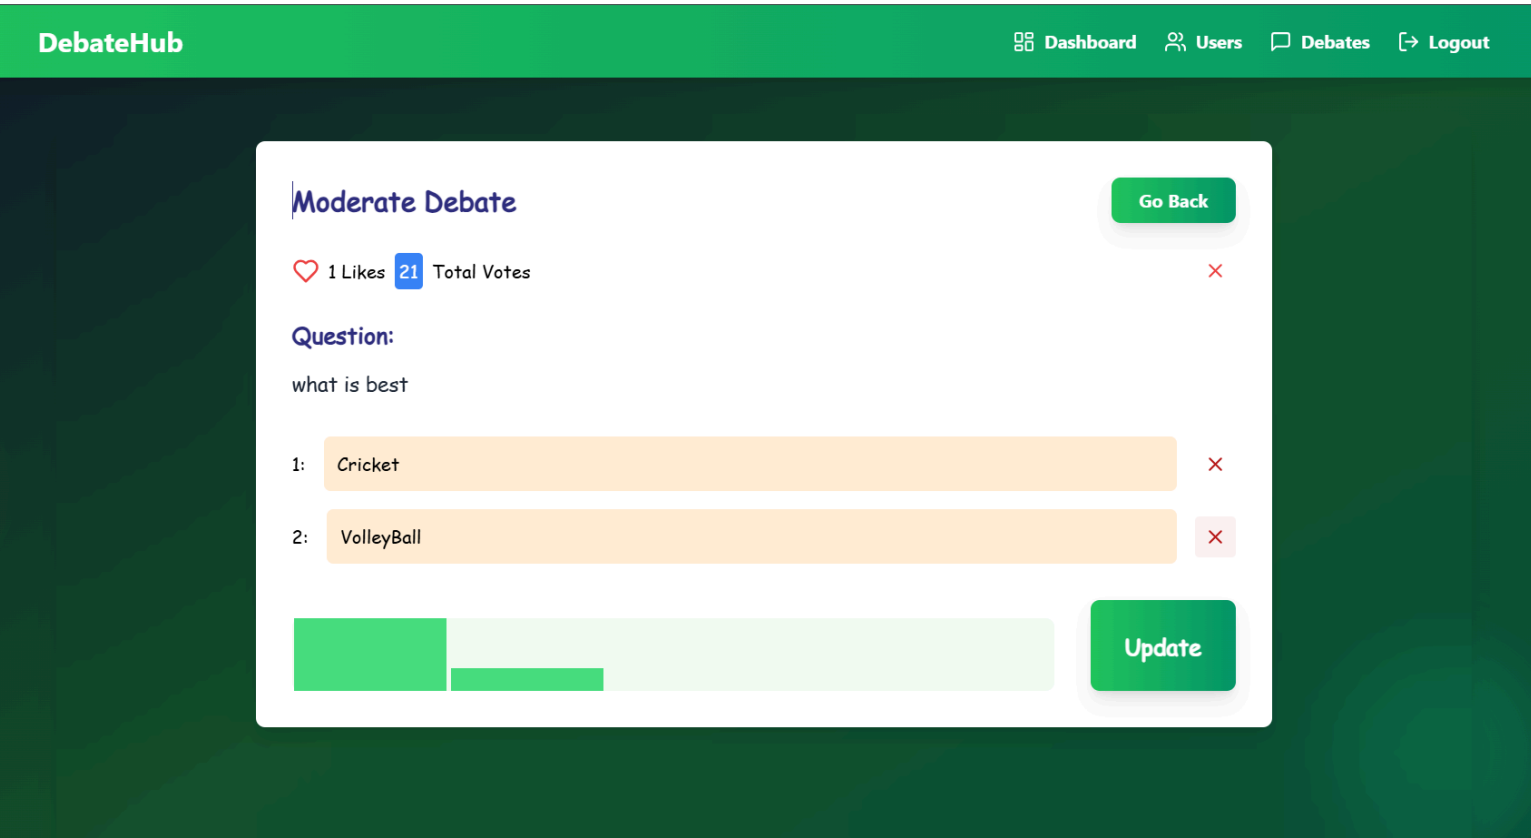 DebateHub
Dashboard Users Debates Logout
Moderate Debate
Go Back
1 Likes 21 Total Votes
Question:
what is best
1: Cricket
2: VolleyBall
Update